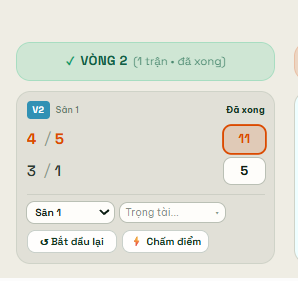 ✓ VÒNG 2 (1 trận • đã xong)
V2 Sân 1 Đã xong
4 / 5 11
3 / 1 5
Sân 1 Trọng tài...
↺ Bắt đầu lại ⚡ Chấm điểm